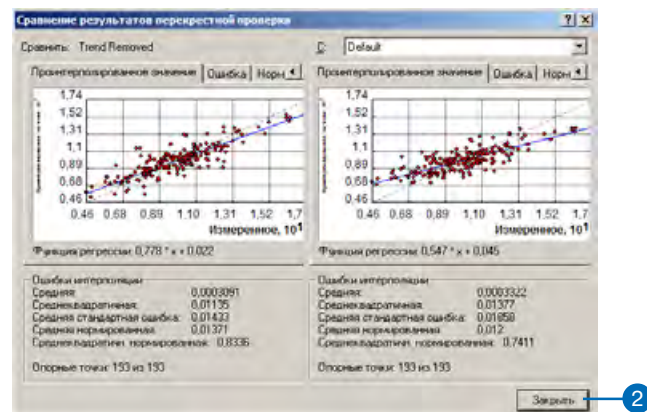 Сравнение результатов перекрестной проверки
Сравнить: Trend Removed
С: Default
Проинтерполированное значение Ошибка Норм
Проинтерполированное значение Ошибка Норм
1,74
1,52
1,31
1,1
0,89
0,68
0,46
0,46 0,68 0,89 1,10 1,31 1,52 1,7
Измеренное, 10¹
Функция регрессии: 0,778 * x + 0,022
1,74
1,52
1,31
1,1
0,89
0,68
0,46
0,46 0,68 0,89 1,10 1,31 1,52 1,7
Измеренное, 10¹
Функция регрессии: 0,547 * x + 0,045
Ошибки интерполяции
Средняя: 0,0003091
Среднеквадратичная: 0,01135
Средняя стандартная ошибка: 0,01433
Средняя нормированная: 0,01371
Среднеквадратичн. нормированная: 0,8336
Опорные точки: 193 из 193
Ошибки интерполяции
Средняя: 0,0003322
Среднеквадратичная: 0,01377
Средняя стандартная ошибка: 0,01858
Средняя нормированная: 0,012
Среднеквадратичн. нормированная: 0,7411
Опорные точки: 193 из 193
Закрыть
2